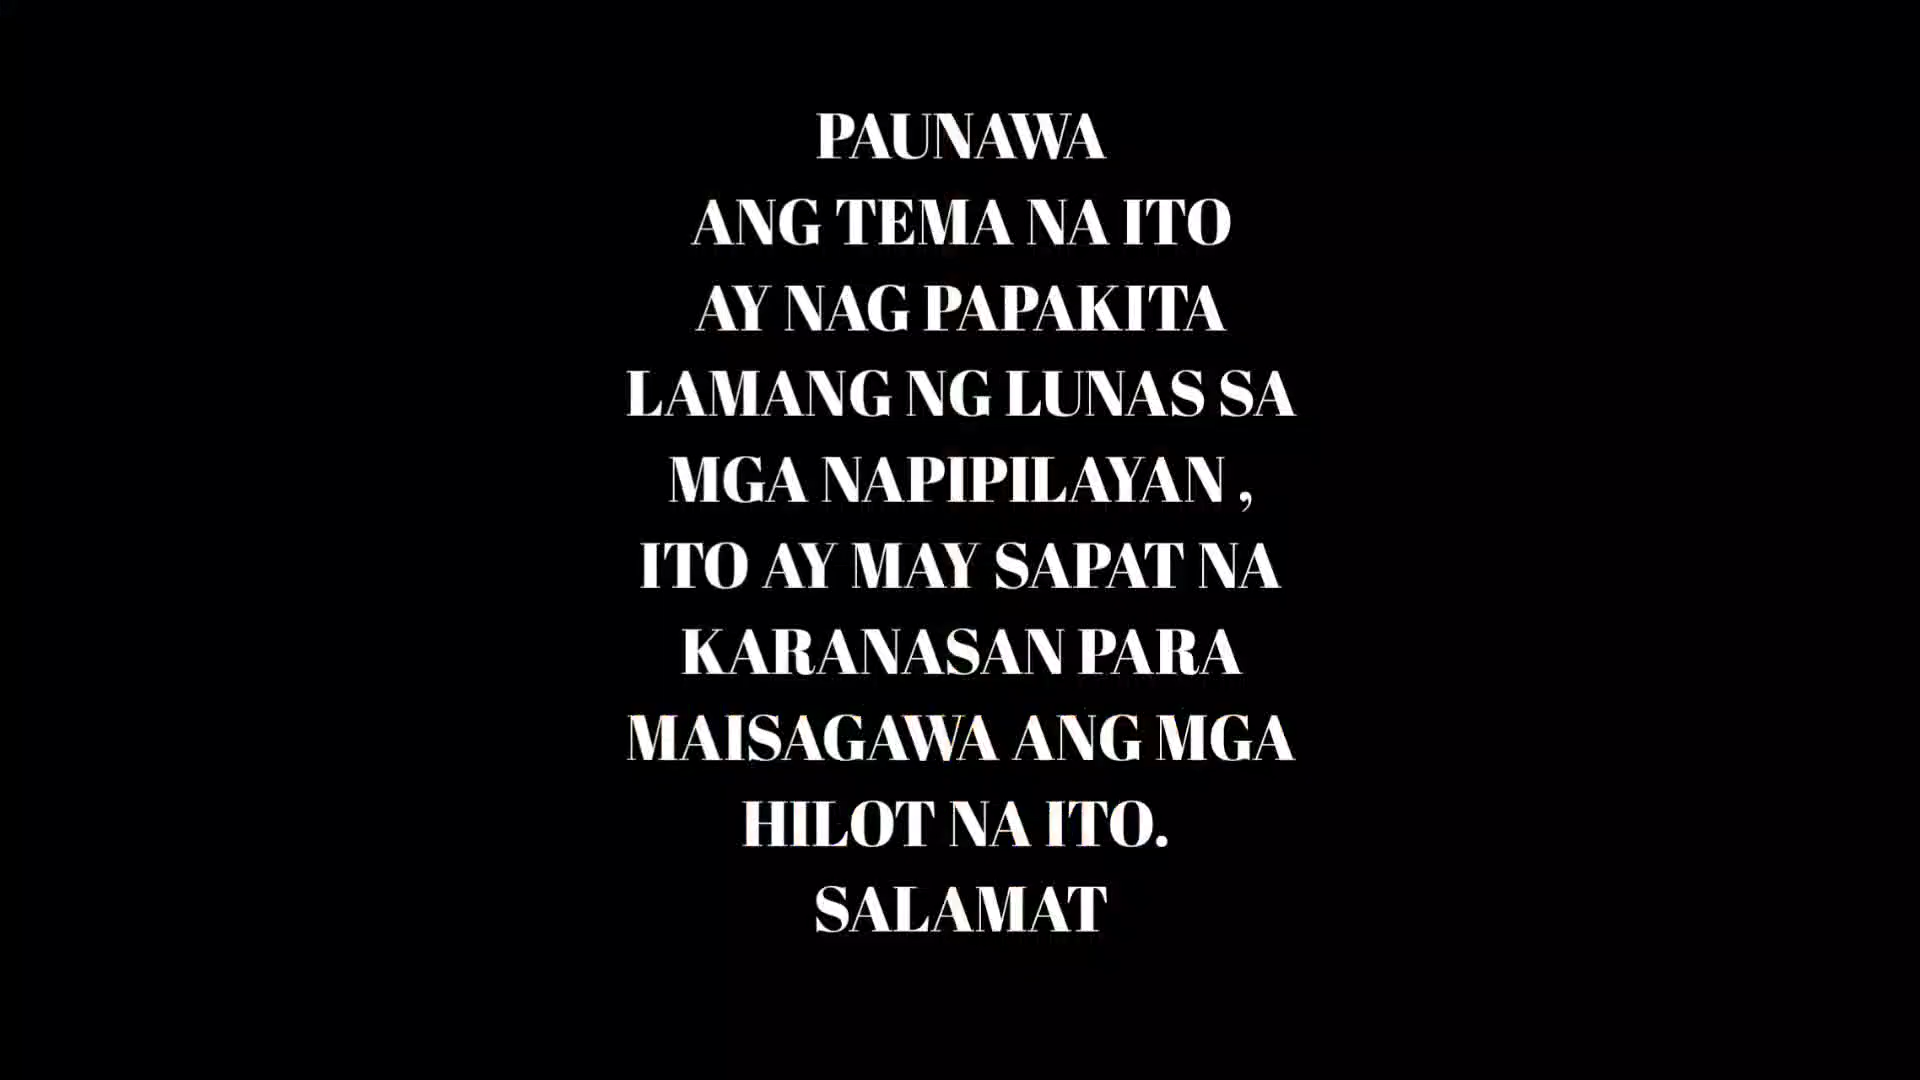 PAUNAWA
ANG TEMA NA ITO
AY NAG PAPAKITA
LAMANG NG LUNAS SA
MGA NAPIPILAYAN ,
ITO AY MAY SAPAT NA
KARANASAN PARA
MAISAGAWA ANG MGA
HILOT NA ITO.
SALAMAT